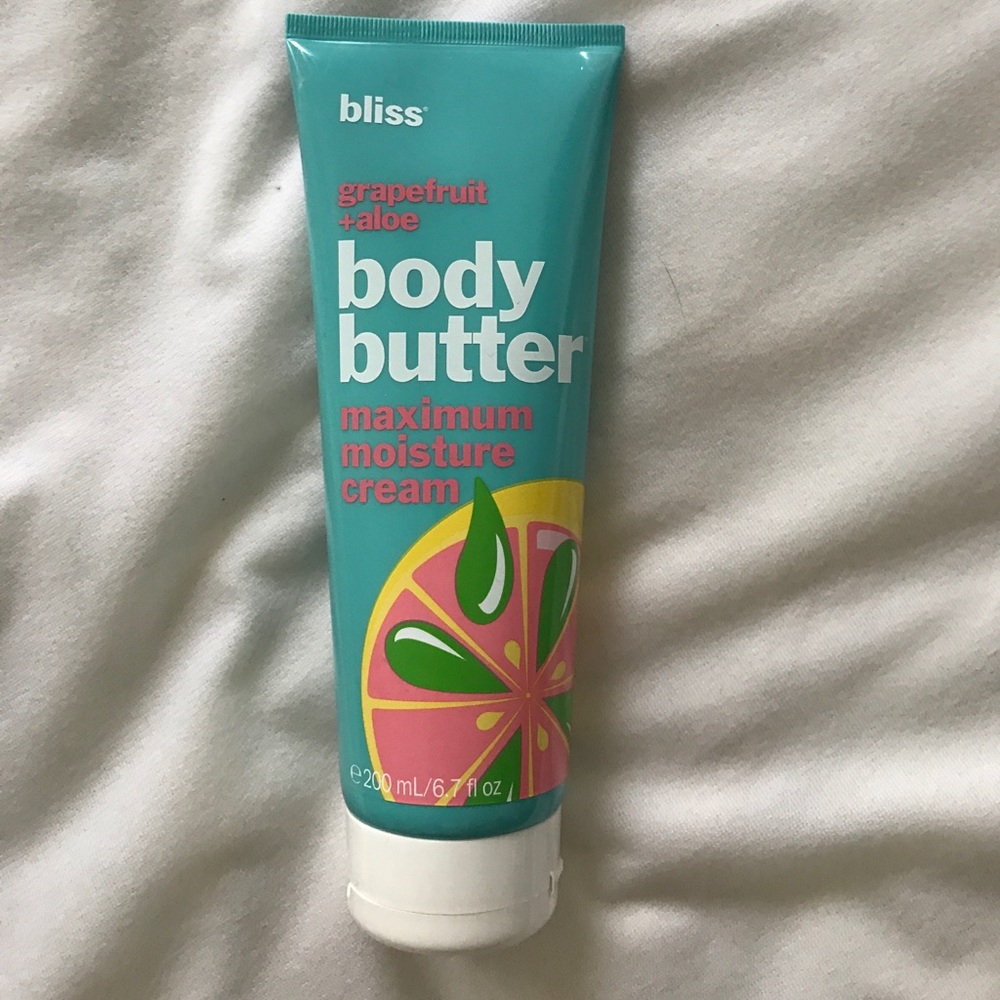 bliss®
grapefruit
+aloe
body
butter
maximum
moisture
cream
℮200 mL/6.7 fl oz